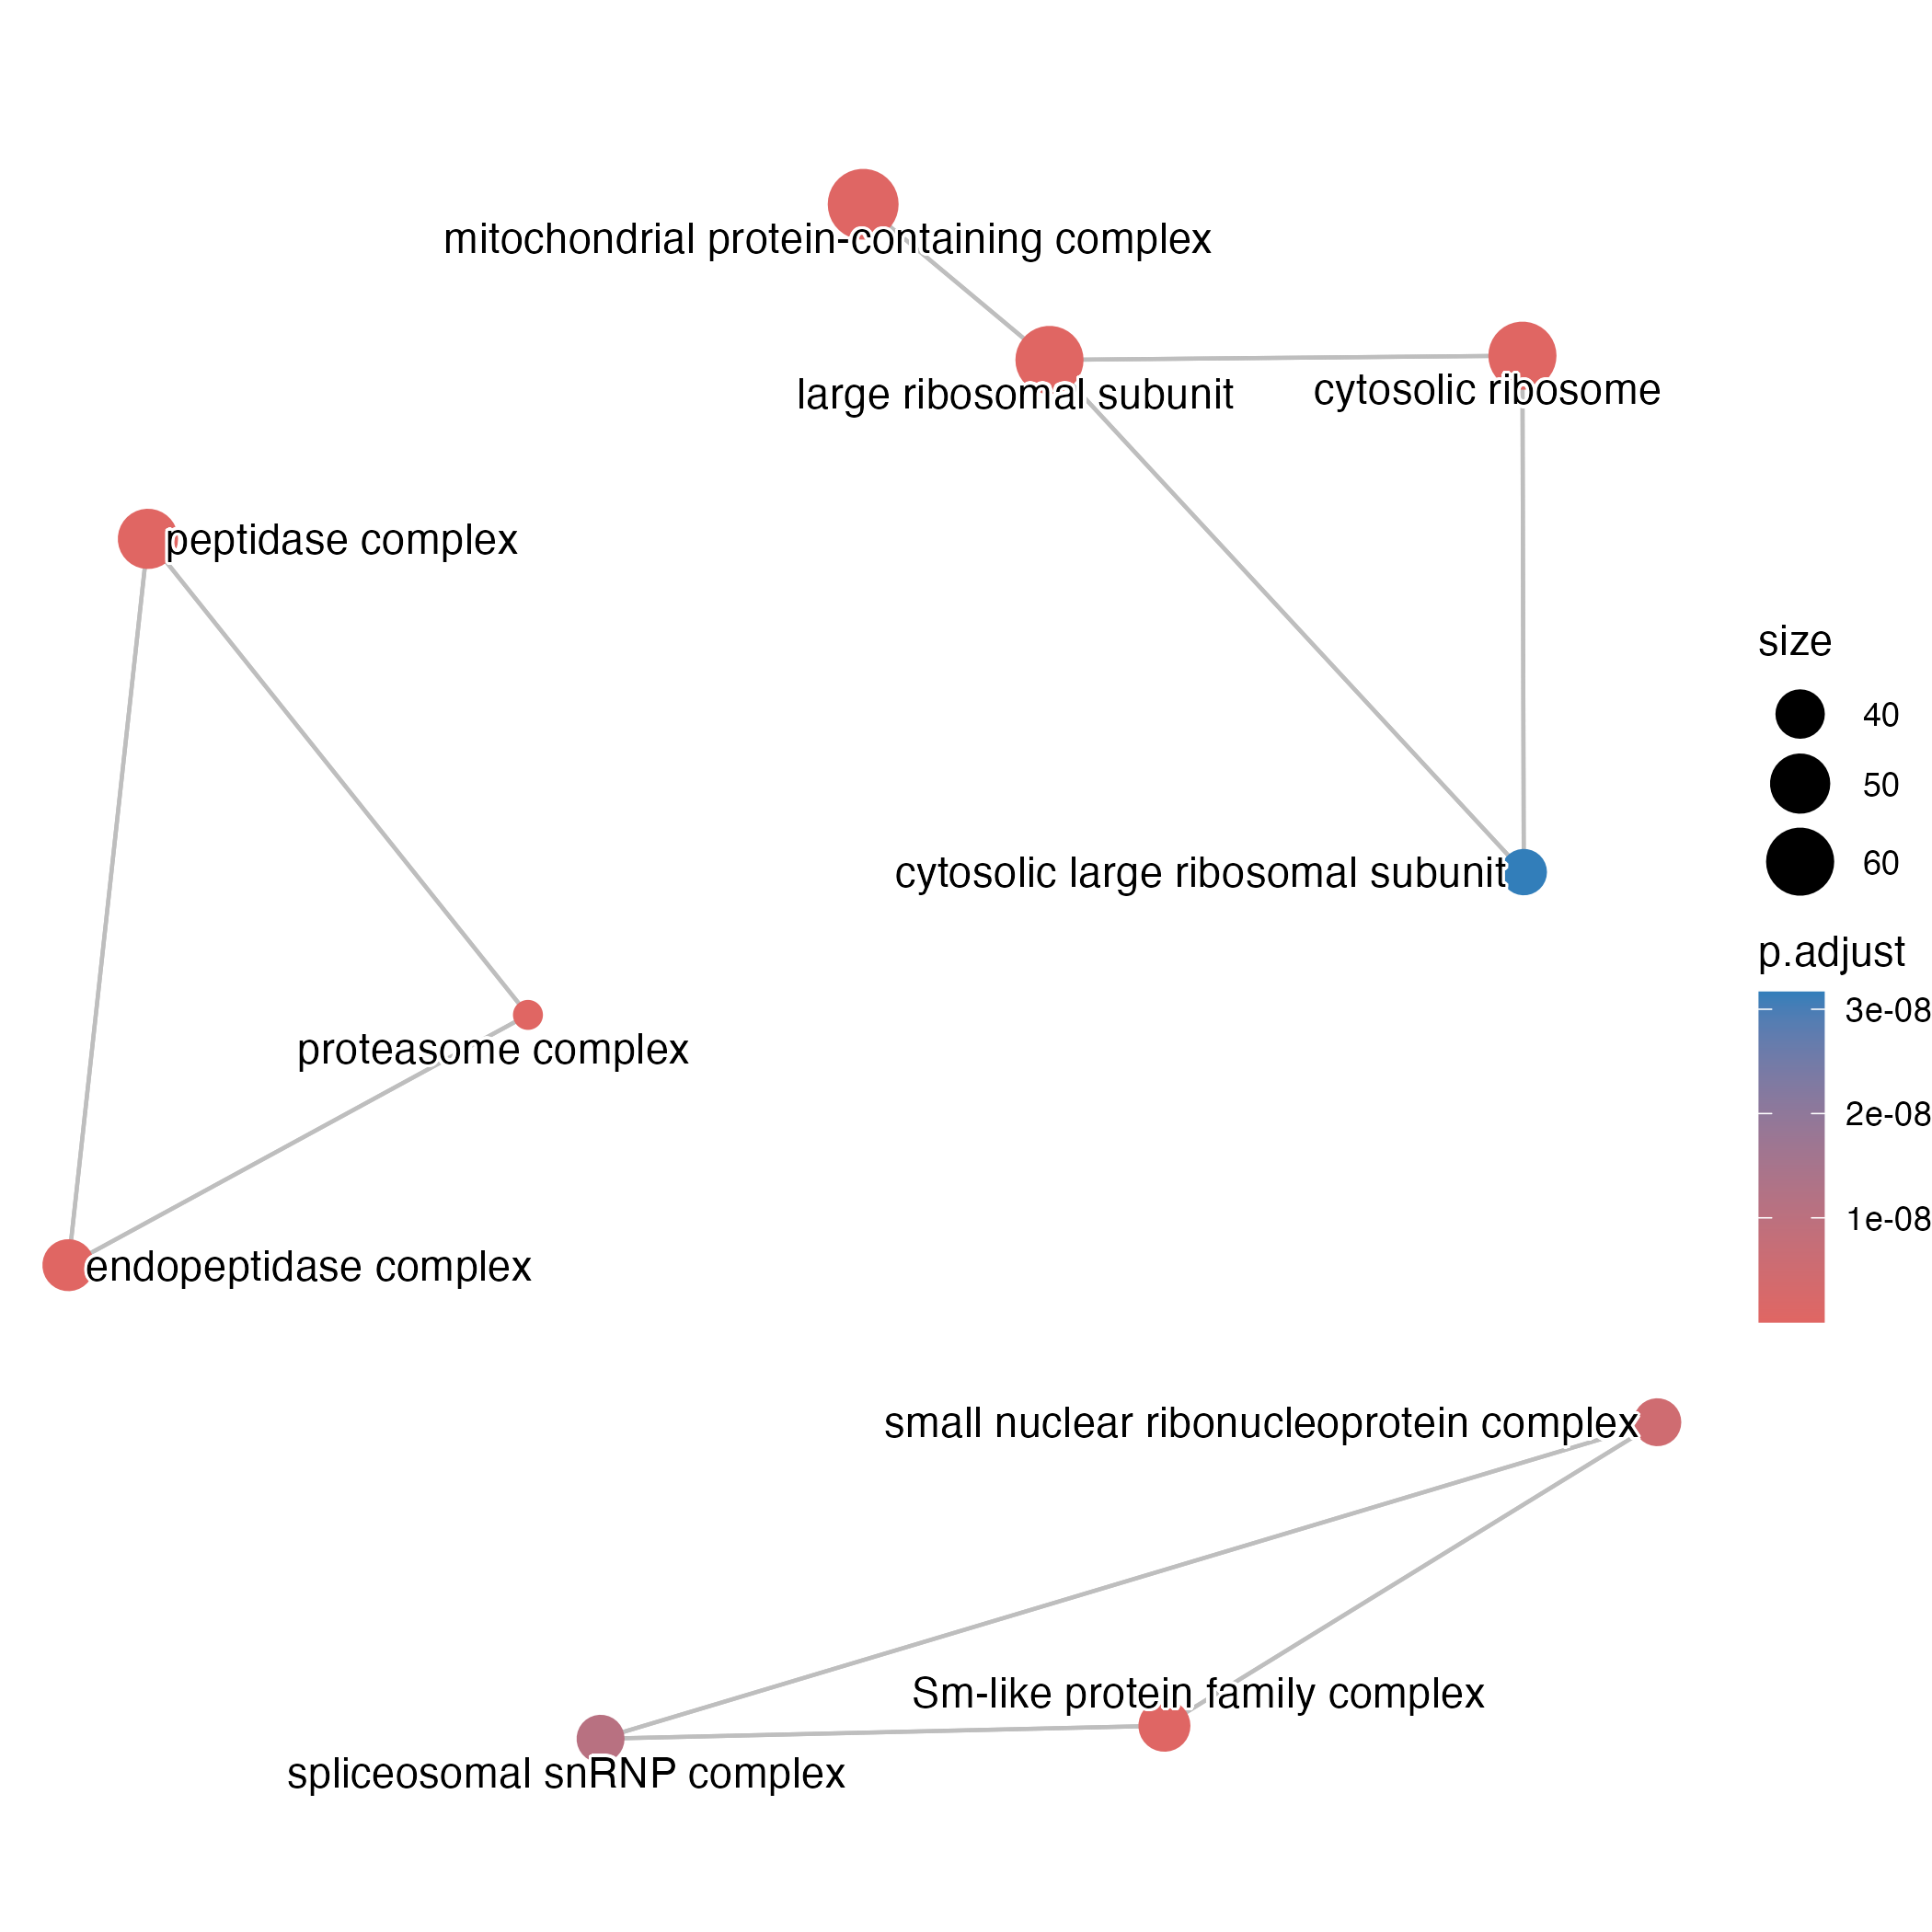 mitochondrial protein-containing complex
large ribosomal subunit
cytosolic ribosome
peptidase complex
cytosolic large ribosomal subunit
proteasome complex
endopeptidase complex
small nuclear ribonucleoprotein complex
Sm-like protein family complex
spliceosomal snRNP complex
size
40
50
60
p.adjust
3e-08
2e-08
1e-08